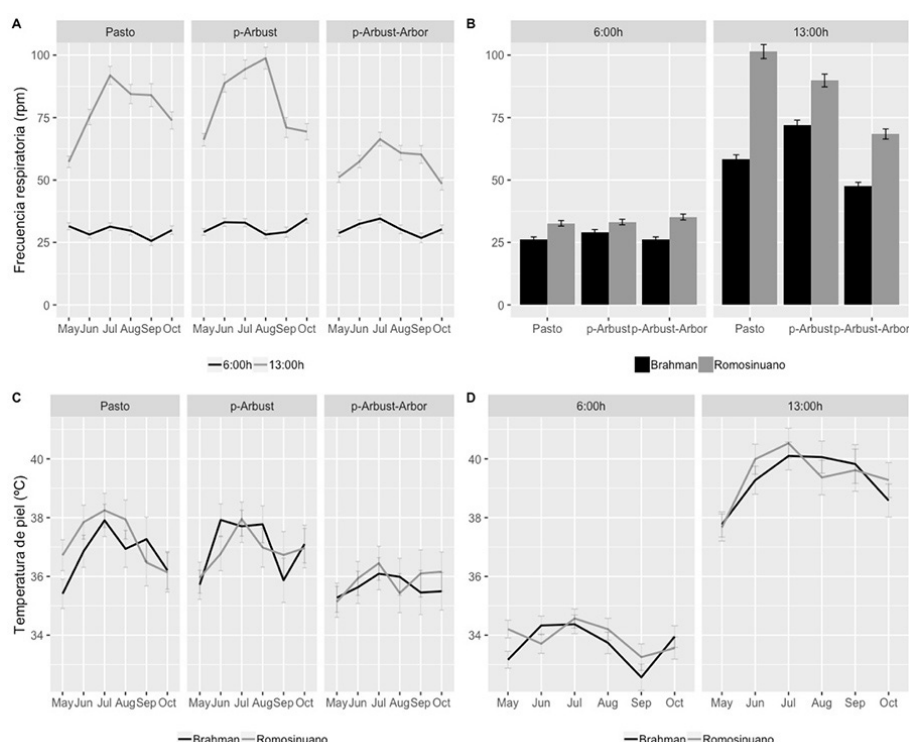 A
Pasto
p-Arbust
p-Arbust-Arbor
Frecuencia respiratoria (rpm)
100
75
50
25
0
May Jun Jul Aug Sep Oct
May Jun Jul Aug Sep Oct
May Jun Jul Aug Sep Oct
6:00h 13:00h
B
6:00h
13:00h
100
75
50
25
0
Pasto p-Arbust p-Arbust-Arbor
Pasto p-Arbust p-Arbust-Arbor
Brahman Romosinuano
C
Pasto
p-Arbust
p-Arbust-Arbor
Temperatura de piel (ºC)
40
38
36
34
May Jun Jul Aug Sep Oct
May Jun Jul Aug Sep Oct
May Jun Jul Aug Sep Oct
Brahman Romosinuano
D
6:00h
13:00h
40
38
36
34
May Jun Jul Aug Sep Oct
May Jun Jul Aug Sep Oct
Brahman Romosinuano